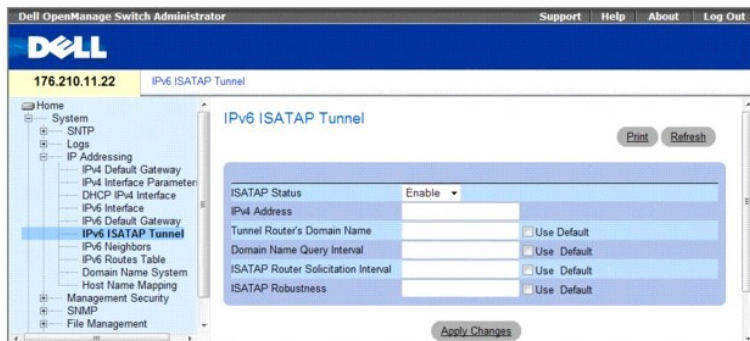 Dell OpenManage Switch Administrator Support Help About Log Out
DELL
176.210.11.22 IPv6 ISATAP Tunnel
Home
System
SNTP
Logs
IP Addressing
IPv4 Default Gateway
IPv4 Interface Parameters
DHCP IPv4 Interface
IPv6 Interface
IPv6 Default Gateway
IPv6 ISATAP Tunnel
IPv6 Neighbors
IPv6 Routes Table
Domain Name System
Host Name Mapping
Management Security
SNMP
File Management
IPv6 ISATAP Tunnel
Print Refresh
ISATAP Status Enable
IPv4 Address
Tunnel Router's Domain Name Use Default
Domain Name Query Interval Use Default
ISATAP Router Solicitation Interval Use Default
ISATAP Robustness Use Default
Apply Changes